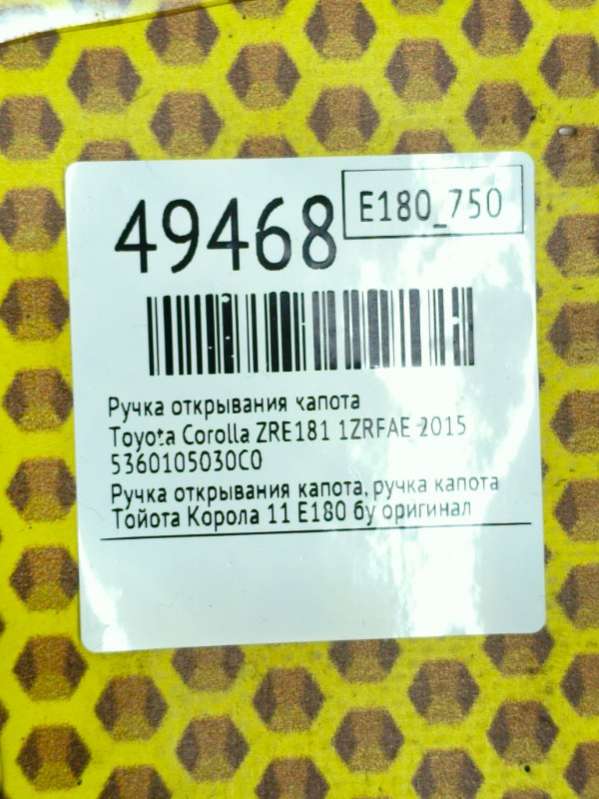 49468
E180_750
Ручка открывания капота
Toyota Corolla ZRE181 1ZRFAE 2015
5360105030C0
Ручка открывания капота, ручка капота
Тойота Корола 11 E180 бу оригинал